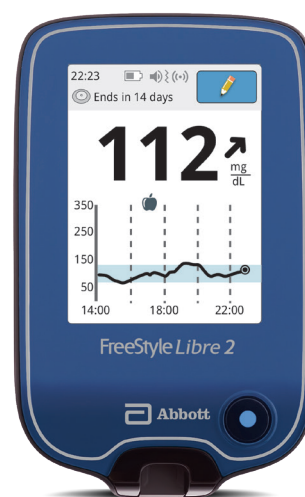 22:23
Ends in 14 days
112
mg
dL
350
250
150
50
14:00
18:00
22:00
FreeStyle Libre 2
Abbott